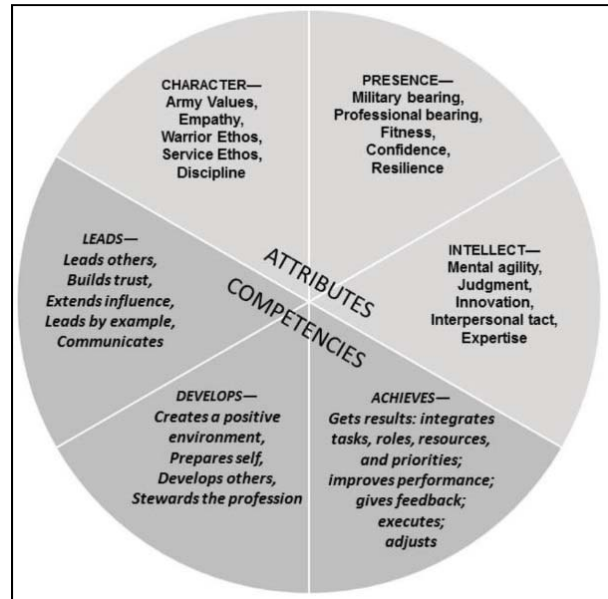 CHARACTER—
Army Values,
Empathy,
Warrior Ethos,
Service Ethos,
Discipline
PRESENCE—
Military bearing,
Professional bearing,
Fitness,
Confidence,
Resilience
LEADS—
Leads others,
Builds trust,
Extends influence,
Leads by example,
Communicates
ATTRIBUTES
COMPETENCIES
INTELLECT—
Mental agility,
Judgment,
Innovation,
Interpersonal tact,
Expertise
DEVELOPS—
Creates a positive
environment,
Prepares self,
Develops others,
Stewards the profession
ACHIEVES—
Gets results: integrates
tasks, roles, resources,
and priorities;
improves performance;
gives feedback;
executes;
adjusts